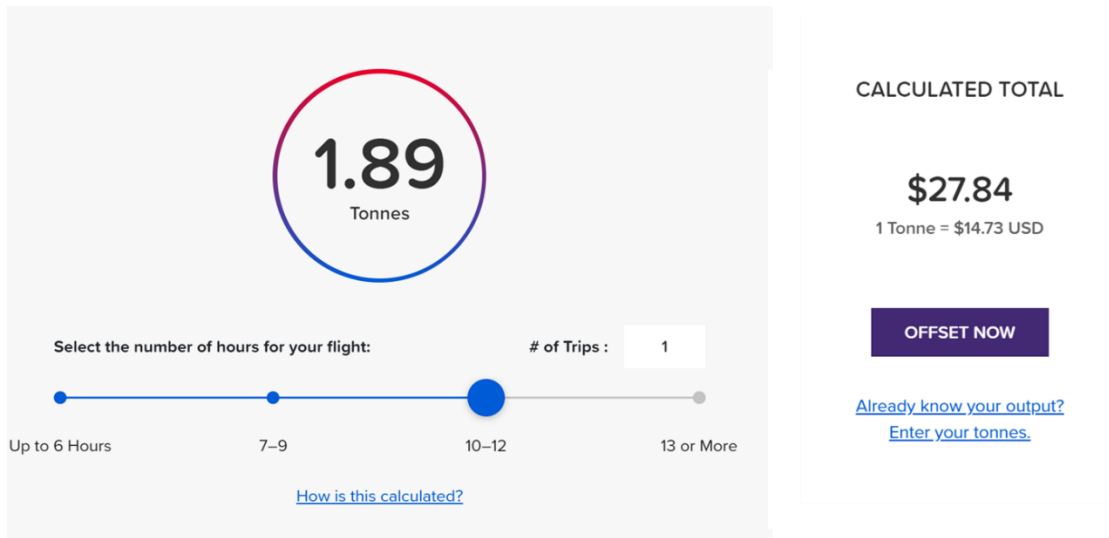 1.89
Tonnes
Select the number of hours for your flight:
# of Trips :
1
Up to 6 Hours
7–9
10–12
13 or More
How is this calculated?
CALCULATED TOTAL
$27.84
1 Tonne = $14.73 USD
OFFSET NOW
Already know your output?
Enter your tonnes.